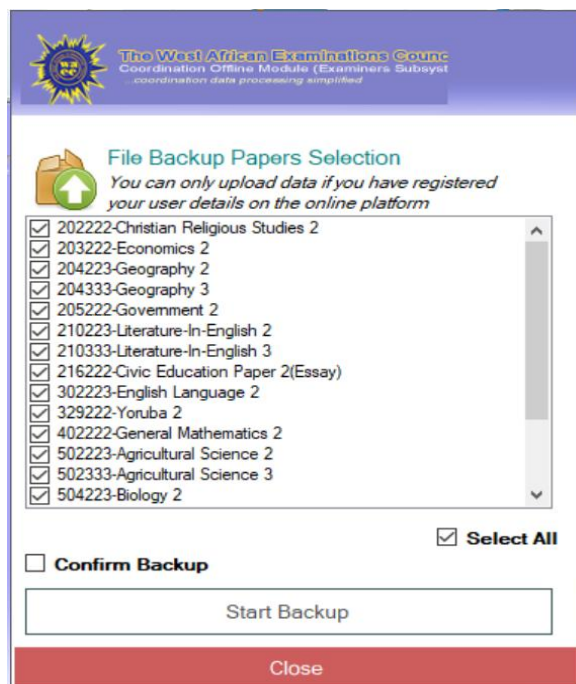 The West African Examinations Counc
Coordination Offline Module (Examiners Subsyst
...coordination data processing simplified
File Backup Papers Selection
You can only upload data if you have registered
your user details on the online platform
202222-Christian Religious Studies 2
203222-Economics 2
204223-Geography 2
204333-Geography 3
205222-Government 2
210223-Literature-In-English 2
210333-Literature-In-English 3
216222-Civic Education Paper 2(Essay)
302223-English Language 2
329222-Yoruba 2
402222-General Mathematics 2
502223-Agricultural Science 2
502333-Agricultural Science 3
504223-Biology 2
Select All
Confirm Backup
Start Backup
Close